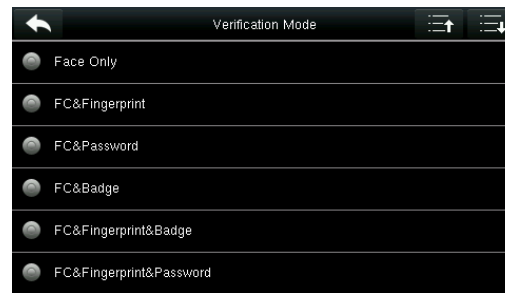 Verification Mode
Face Only
FC&Fingerprint
FC&Password
FC&Badge
FC&Fingerprint&Badge
FC&Fingerprint&Password